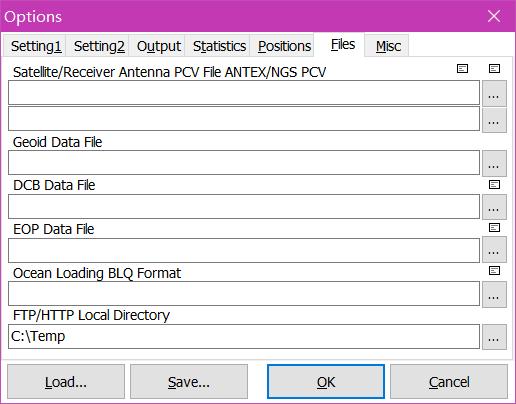 Options
Setting1 Setting2 Output Statistics Positions Files Misc
Satellite/Receiver Antenna PCV File ANTEX/NGS PCV
...
...
Geoid Data File
...
DCB Data File
...
EOP Data File
...
Ocean Loading BLQ Format
...
FTP/HTTP Local Directory
C:\Temp ...
Load... Save... OK Cancel